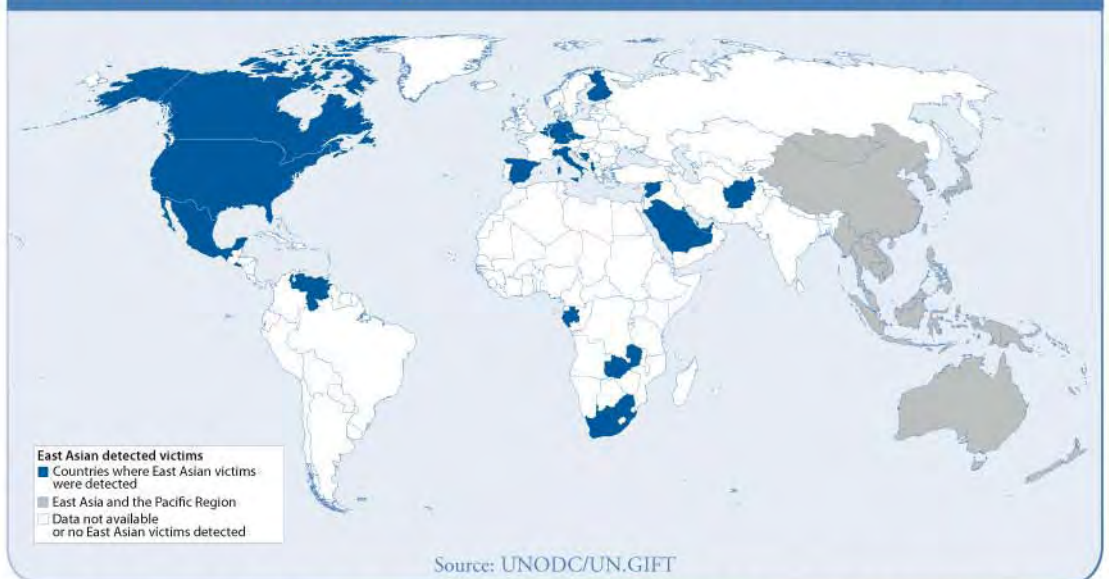 East Asian detected victims
Countries where East Asian victims
were detected
East Asia and the Pacific Region
Data not available
or no East Asian victims detected
Source: UNODC/UN.GIFT